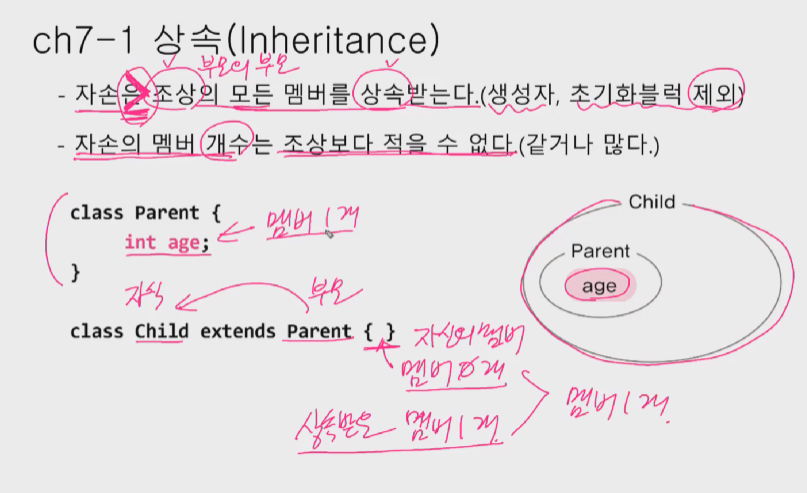 ch7-1 상속(Inheritance)
부모의 부모
- 자손은 조상의 모든 멤버를 상속받는다.(생성자, 초기화블럭 제외)
- 자손의 멤버 개수는 조상보다 적을 수 없다.(같거나 많다.)
class Parent {
int age;
멤버 1개
}
자식
부모
class Child extends Parent { }
자신의 멤버
멤버 0개
상속받은 멤버 1개
멤버 1개.
Child
Parent
age